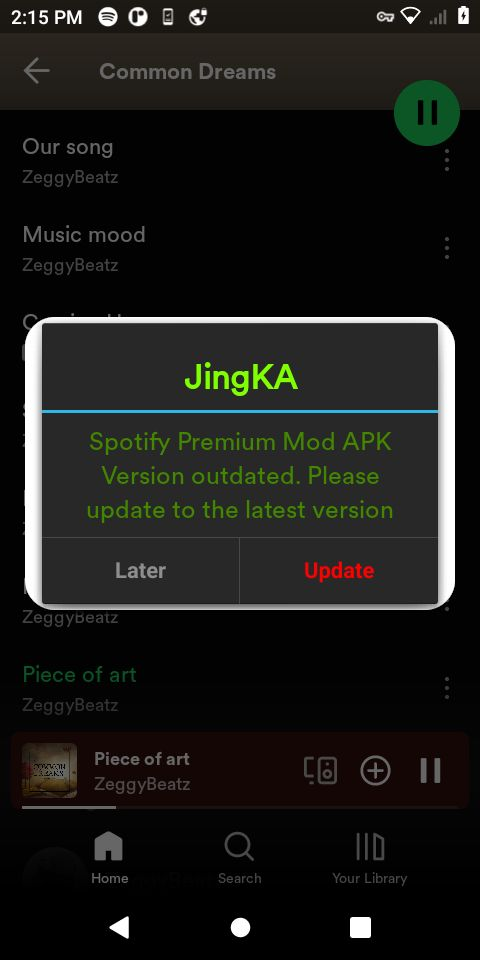 2:15 PM
Common Dreams
Our song
ZeggyBeatz
Music mood
ZeggyBeatz
JingKA
Spotify Premium Mod APK
Version outdated. Please
update to the latest version
Later
Update
ZeggyBeatz
Piece of art
ZeggyBeatz
Piece of art
ZeggyBeatz
Home
Search
Your Library